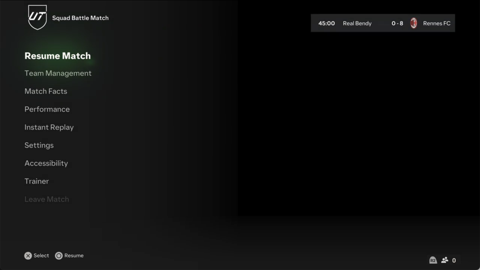 UT Squad Battle Match
45:00 Real Bendy 0 - 8 Rennes FC
Resume Match
Team Management
Match Facts
Performance
Instant Replay
Settings
Accessibility
Trainer
Leave Match
Select Resume
0